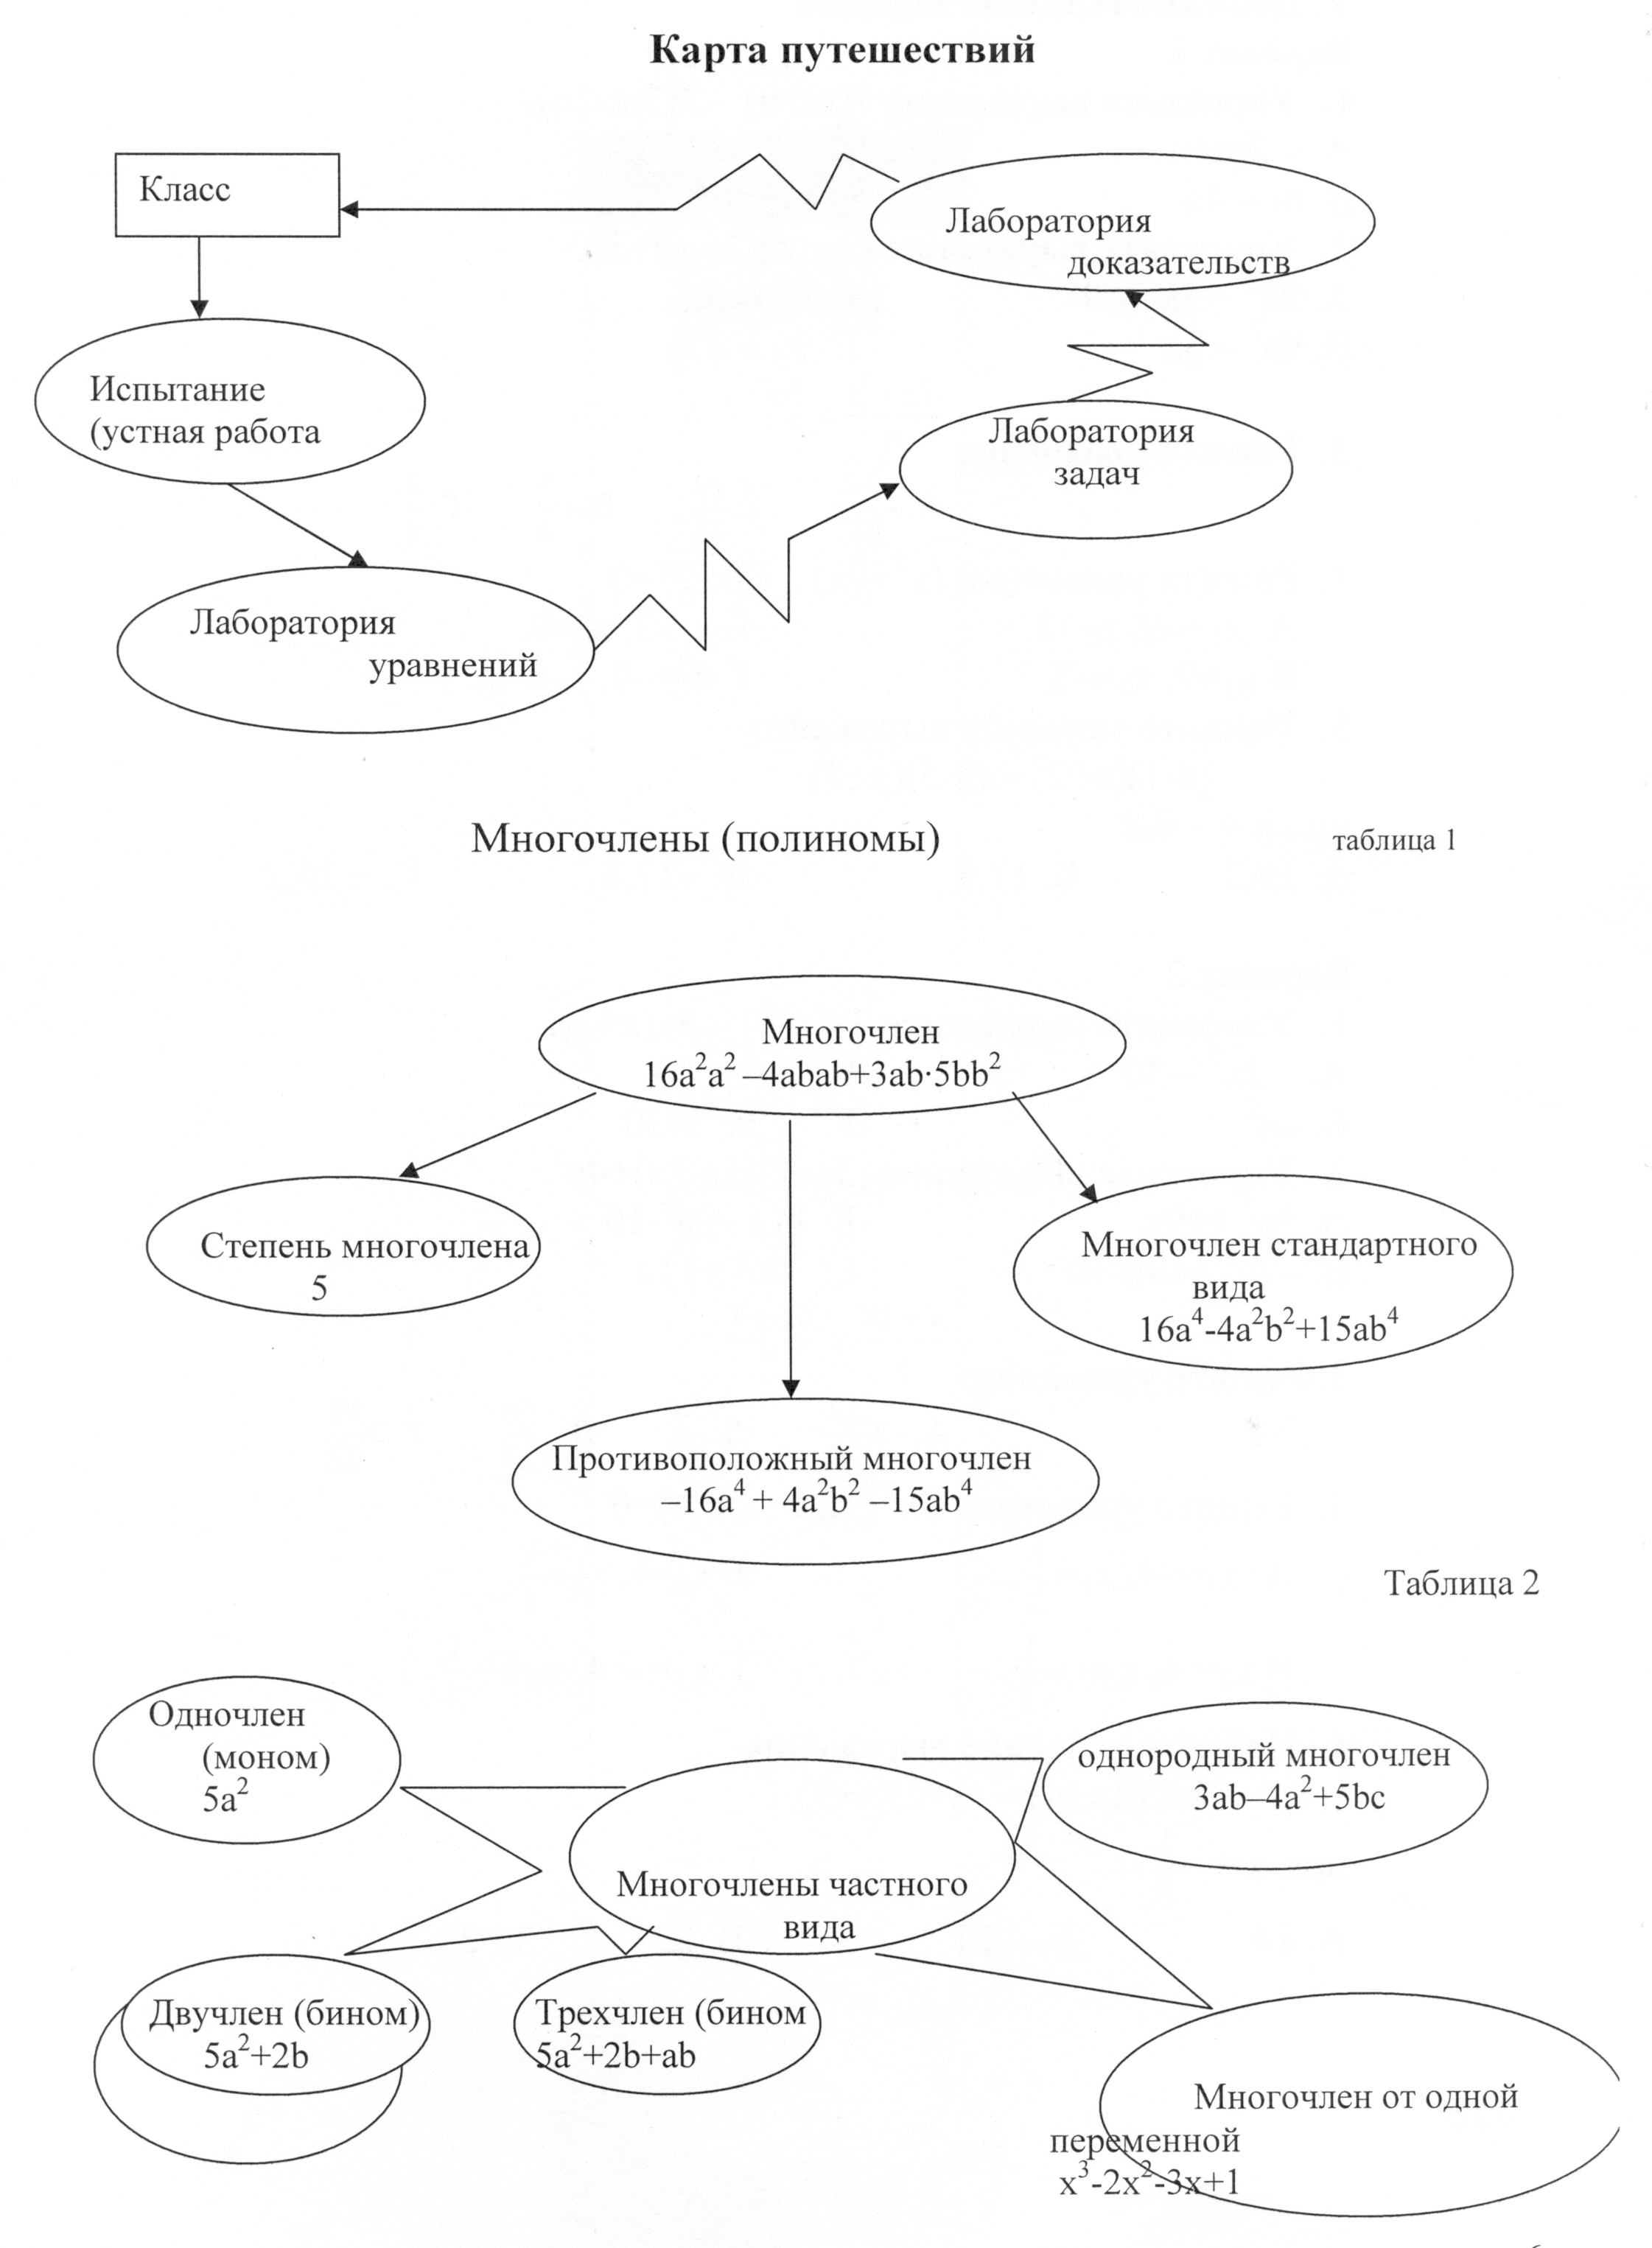 Карта путешествий
Класс
Лаборатория
доказательств
Испытание
(устная работа
Лаборатория
задач
Лаборатория
уравнений
Многочлены (полиномы)
таблица 1
Многочлен
16a²a² –4abab+3ab·5bb²
Степень многочлена
5
Многочлен стандартного
вида
16a⁴-4a²b²+15ab⁴
Противоположный многочлен
–16a⁴ + 4a²b² –15ab⁴
Таблица 2
Одночлен
(моном)
5a²
однородный многочлен
3ab–4a²+5bc
Многочлены частного
вида
Двучлен (бином)
5a²+2b
Трехчлен (бином
5a²+2b+ab
Многочлен от одной
переменной
x³-2x²-3x+1